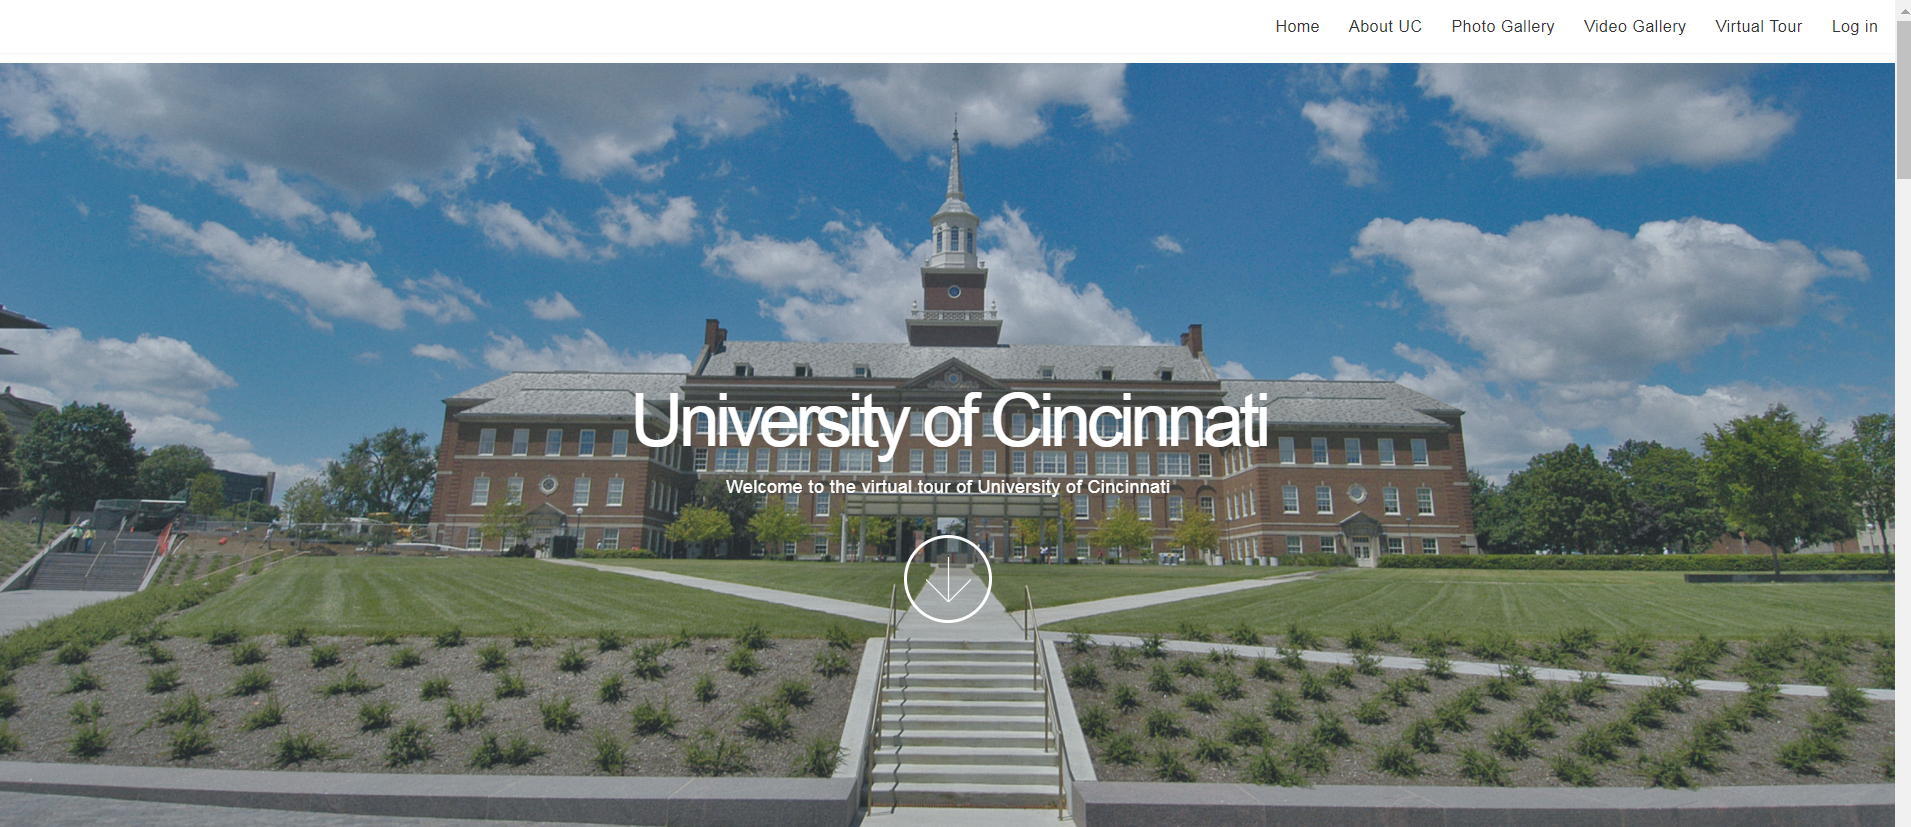 Home About UC Photo Gallery Video Gallery Virtual Tour Log in
University of Cincinnati
Welcome to the virtual tour of University of Cincinnati